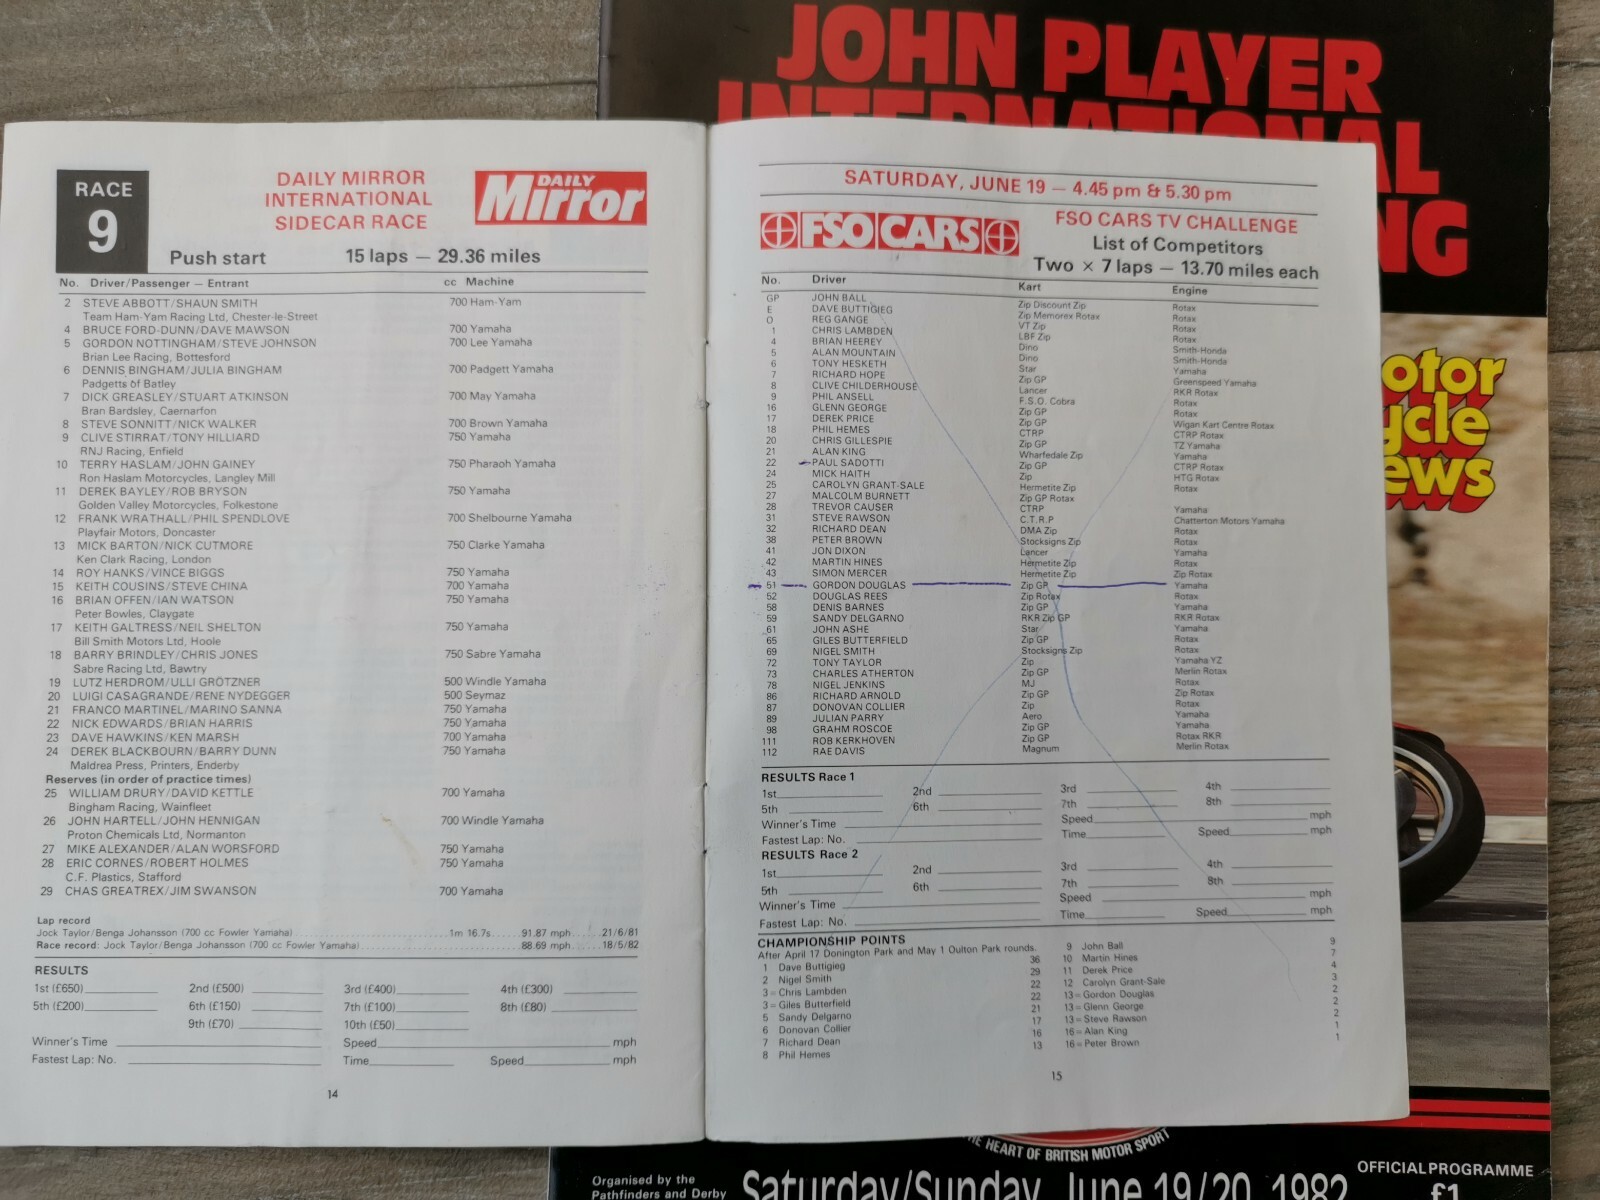 JOHN PLAYER
INTERNATIONAL
RACE
9
DAILY MIRROR
INTERNATIONAL
SIDECAR RACE
DAILY
Mirror
Push start 15 laps — 29.36 miles
No. Driver/Passenger — Entrant cc Machine
2 STEVE ABBOTT/SHAUN SMITH 700 Ham-Yam
Team Ham-Yam Racing Ltd, Chester-le-Street
4 BRUCE FORD-DUNN/DAVE MAWSON 700 Yamaha
5 GORDON NOTTINGHAM/STEVE JOHNSON 700 Lee Yamaha
Brian Lee Racing, Bottesford
6 DENNIS BINGHAM/JULIA BINGHAM 700 Padgett Yamaha
Padgetts of Batley
7 DICK GREASLEY/STUART ATKINSON 700 May Yamaha
Bran Bardsley, Caernarfon
8 STEVE SONNITT/NICK WALKER 700 Brown Yamaha
9 CLIVE STIRRAT/TONY HILLIARD 750 Yamaha
RNJ Racing, Enfield
10 TERRY HASLAM/JOHN GAINEY 750 Pharaoh Yamaha
Ron Haslam Motorcycles, Langley Mill
11 DEREK BAYLEY/ROB BRYSON 750 Yamaha
Golden Valley Motorcycles, Folkestone
12 FRANK WRATHALL/PHIL SPENDLOVE 700 Shelbourne Yamaha
Playfair Motors, Doncaster
13 MICK BARTON/NICK CUTMORE 750 Clarke Yamaha
Ken Clark Racing, London
14 ROY HANKS/VINCE BIGGS 750 Yamaha
15 KEITH COUSINS/STEVE CHINA 700 Yamaha
16 BRIAN OFFEN/IAN WATSON 750 Yamaha
Peter Bowles, Claygate
17 KEITH GALTRESS/NEIL SHELTON 750 Yamaha
Bill Smith Motors Ltd, Hoole
18 BARRY BRINDLEY/CHRIS JONES 750 Sabre Yamaha
Sabre Racing Ltd, Bawtry
19 LUTZ HERDROM/ULLI GRÖTZNER 500 Windle Yamaha
20 LUIGI CASAGRANDE/RENE NYDEGGER 500 Seymaz
21 FRANCO MARTINEL/MARINO SANNA 750 Yamaha
22 NICK EDWARDS/BRIAN HARRIS 750 Yamaha
23 DAVE HAWKINS/KEN MARSH 700 Yamaha
24 DEREK BLACKBOURN/BARRY DUNN 750 Yamaha
Maldrea Press, Printers, Enderby
Reserves (in order of practice times)
25 WILLIAM DRURY/DAVID KETTLE 700 Yamaha
Bingham Racing, Wainfleet
26 JOHN HARTELL/JOHN HENNIGAN 700 Windle Yamaha
Proton Chemicals Ltd, Normanton
27 MIKE ALEXANDER/ALAN WORSFORD 750 Yamaha
28 ERIC CORNES/ROBERT HOLMES 750 Yamaha
C.F. Plastics, Stafford
29 CHAS GREATREX/JIM SWANSON 700 Yamaha
Lap record
Jock Taylor/Benga Johansson (700 cc Fowler Yamaha) 1m 16.7s 91.87 mph 21/6/81
Race record: Jock Taylor/Benga Johansson (700 cc Fowler Yamaha) 88.69 mph 18/5/82
RESULTS
1st (£650) 2nd (£500) 3rd (£400) 4th (£300)
5th (£200) 6th (£150) 7th (£100) 8th (£80)
9th (£70) 10th (£50)
Winner's Time Speed mph
Fastest Lap: No. Time Speed mph
14
SATURDAY, JUNE 19 — 4.45 pm & 5.30 pm
FSO CARS
FSO CARS TV CHALLENGE
List of Competitors
Two × 7 laps — 13.70 miles each
No. Driver Kart Engine
GP JOHN BALL Zip Discount Zip Rotax
E DAVE BUTTIGIEG Zip Memorex Rotax Rotax
O REG GANGE VT Zip Rotax
1 CHRIS LAMBDEN LBF Zip Rotax
4 BRIAN HEEREY Dino Smith-Honda
5 ALAN MOUNTAIN Dino Smith-Honda
6 TONY HESKETH Star Yamaha
7 RICHARD HOPE Zip GP Greenspeed Yamaha
8 CLIVE CHILDERHOUSE Lancer RKR Rotax
9 PHIL ANSELL F.S.O. Cobra Rotax
16 GLENN GEORGE Zip GP Rotax
17 DEREK PRICE Zip GP Wigan Kart Centre Rotax
18 PHIL HEMES CTRP CTRP Rotax
20 CHRIS GILLESPIE Zip GP TZ Yamaha
21 ALAN KING Wharfedale Zip Yamaha
22 PAUL SADOTTI Zip GP CTRP Rotax
24 MICK HAITH Zip HTG Rotax
25 CAROLYN GRANT-SALE Hermetite Zip Rotax
27 MALCOLM BURNETT Zip GP Rotax
28 TREVOR CAUSER CTRP Yamaha
31 STEVE RAWSON C.T.R.P Chatterton Motors Yamaha
32 RICHARD DEAN DMA Zip Rotax
38 PETER BROWN Stocksigns Zip Rotax
41 JON DIXON Lancer Yamaha
42 MARTIN HINES Hermetite Zip Rotax
43 SIMON MERCER Hermetite Zip Zip Rotax
51 GORDON DOUGLAS Zip GP Yamaha
52 DOUGLAS REES Zip Rotax Rotax
58 DENIS BARNES Zip GP Yamaha
59 SANDY DELGARNO RKR Zip GP RKR Rotax
61 JOHN ASHE Star Yamaha
65 GILES BUTTERFIELD Zip GP Rotax
69 NIGEL SMITH Stocksigns Zip Rotax
72 TONY TAYLOR Zip Yamaha YZ
73 CHARLES ATHERTON Zip GP Merlin Rotax
78 NIGEL JENKINS MJ Rotax
86 RICHARD ARNOLD Zip GP Zip Rotax
87 DONOVAN COLLIER Zip Rotax
89 JULIAN PARRY Aero Yamaha
98 GRAHM ROSCOE Zip GP Yamaha
111 ROB KERKHOVEN Zip GP Rotax RKR
112 RAE DAVIS Magnum Merlin Rotax
RESULTS Race 1
1st 2nd 3rd 4th
5th 6th 7th 8th
Winner's Time Speed mph
Fastest Lap: No. Time Speed mph
RESULTS Race 2
1st 2nd 3rd 4th
5th 6th 7th 8th
Winner's Time Speed mph
Fastest Lap: No. Time Speed mph
CHAMPIONSHIP POINTS
After April 17 Donington Park and May 1 Oulton Park rounds.
1 Dave Buttigieg 36
2 Nigel Smith 29
3= Chris Lambden 22
3= Giles Butterfield 22
5 Sandy Delgarno 21
6 Donovan Collier 17
7 Richard Dean 16
8 Phil Hemes 13
9 John Ball 9
10 Martin Hines 7
11 Derek Price 4
12 Carolyn Grant-Sale 3
13= Gordon Douglas 2
13= Glenn George 2
13= Steve Rawson 2
16= Alan King 1
16= Peter Brown 1
15
otor
ycle
ews
HEART OF BRITISH MOTOR SPORT
Organised by the
Pathfinders and Derby
Saturday/Sunday June 19/20 1982
OFFICIAL PROGRAMME
£1